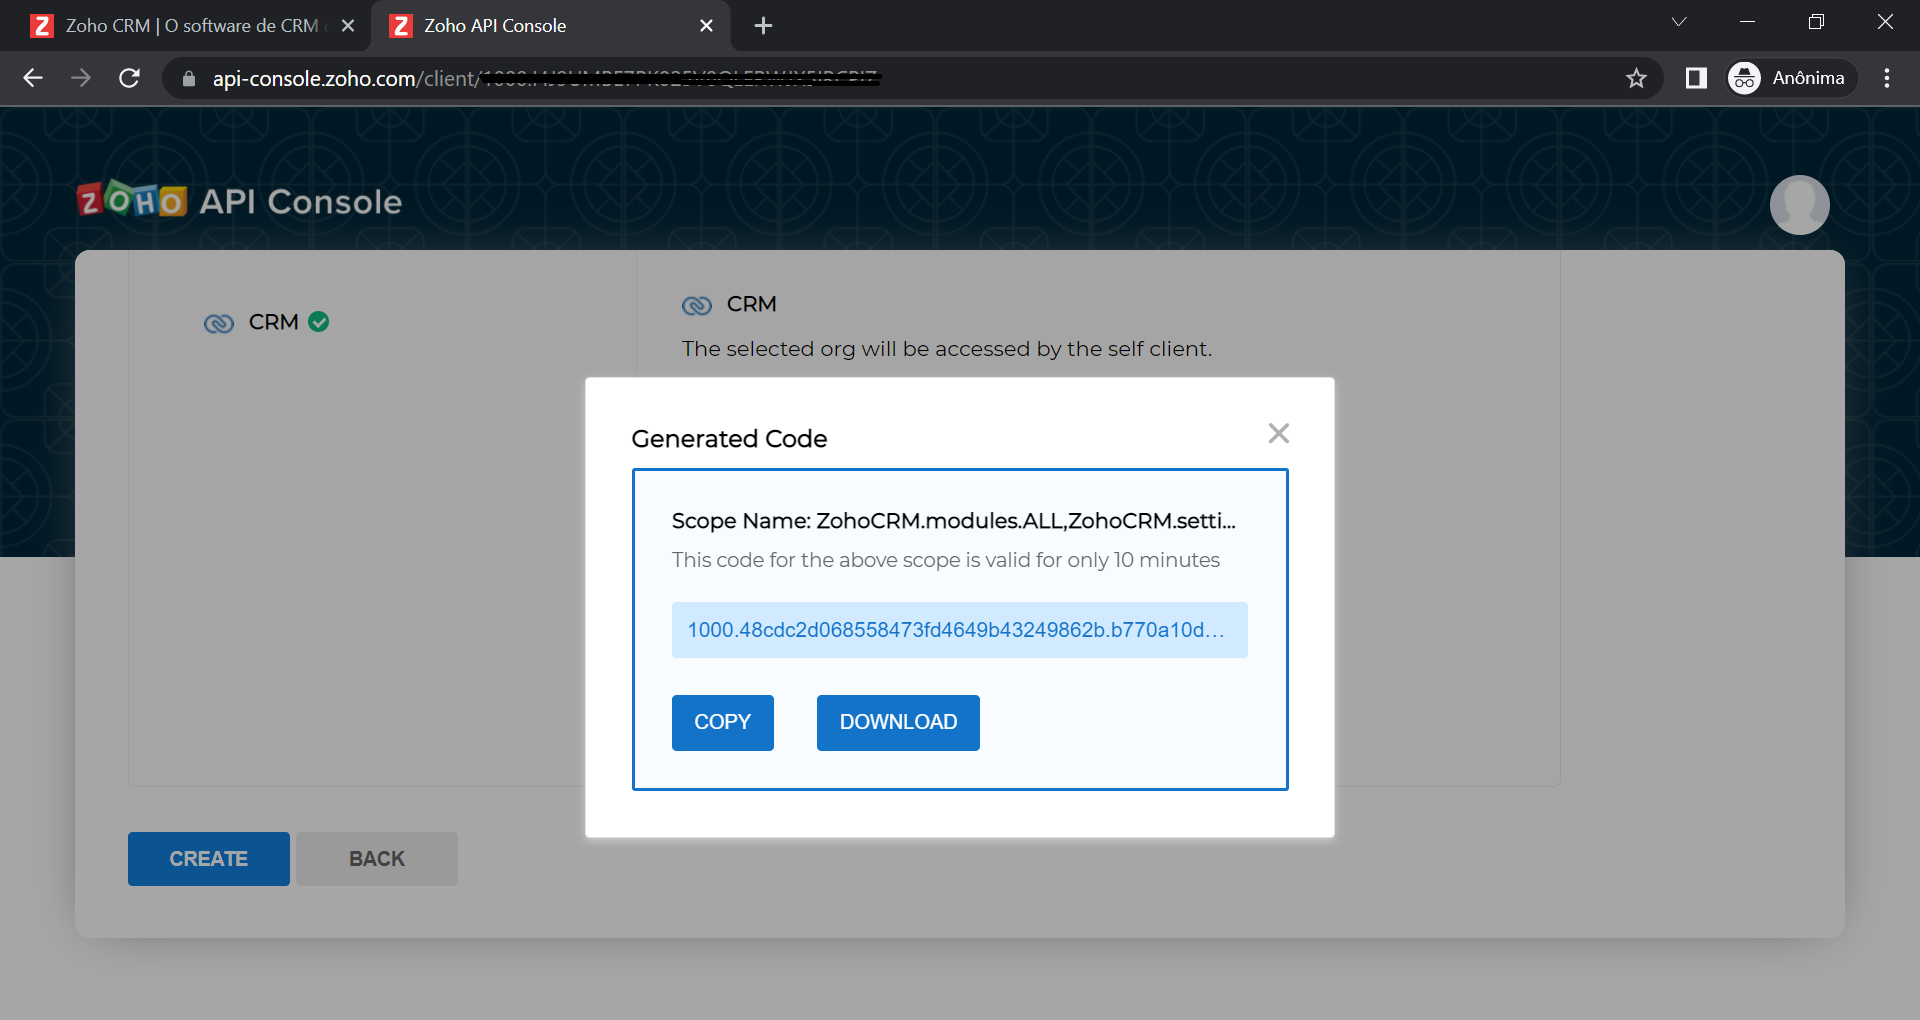 Zoho CRM | O software de CRM
Zoho API Console
api-console.zoho.com/client/
Anônima
ZOHO API Console
CRM
CRM
The selected org will be accessed by the self client.
Generated Code
Scope Name: ZohoCRM.modules.ALL,ZohoCRM.setti...
This code for the above scope is valid for only 10 minutes
1000.48cdc2d068558473fd4649b43249862b.b770a10d...
COPY
DOWNLOAD
CREATE
BACK